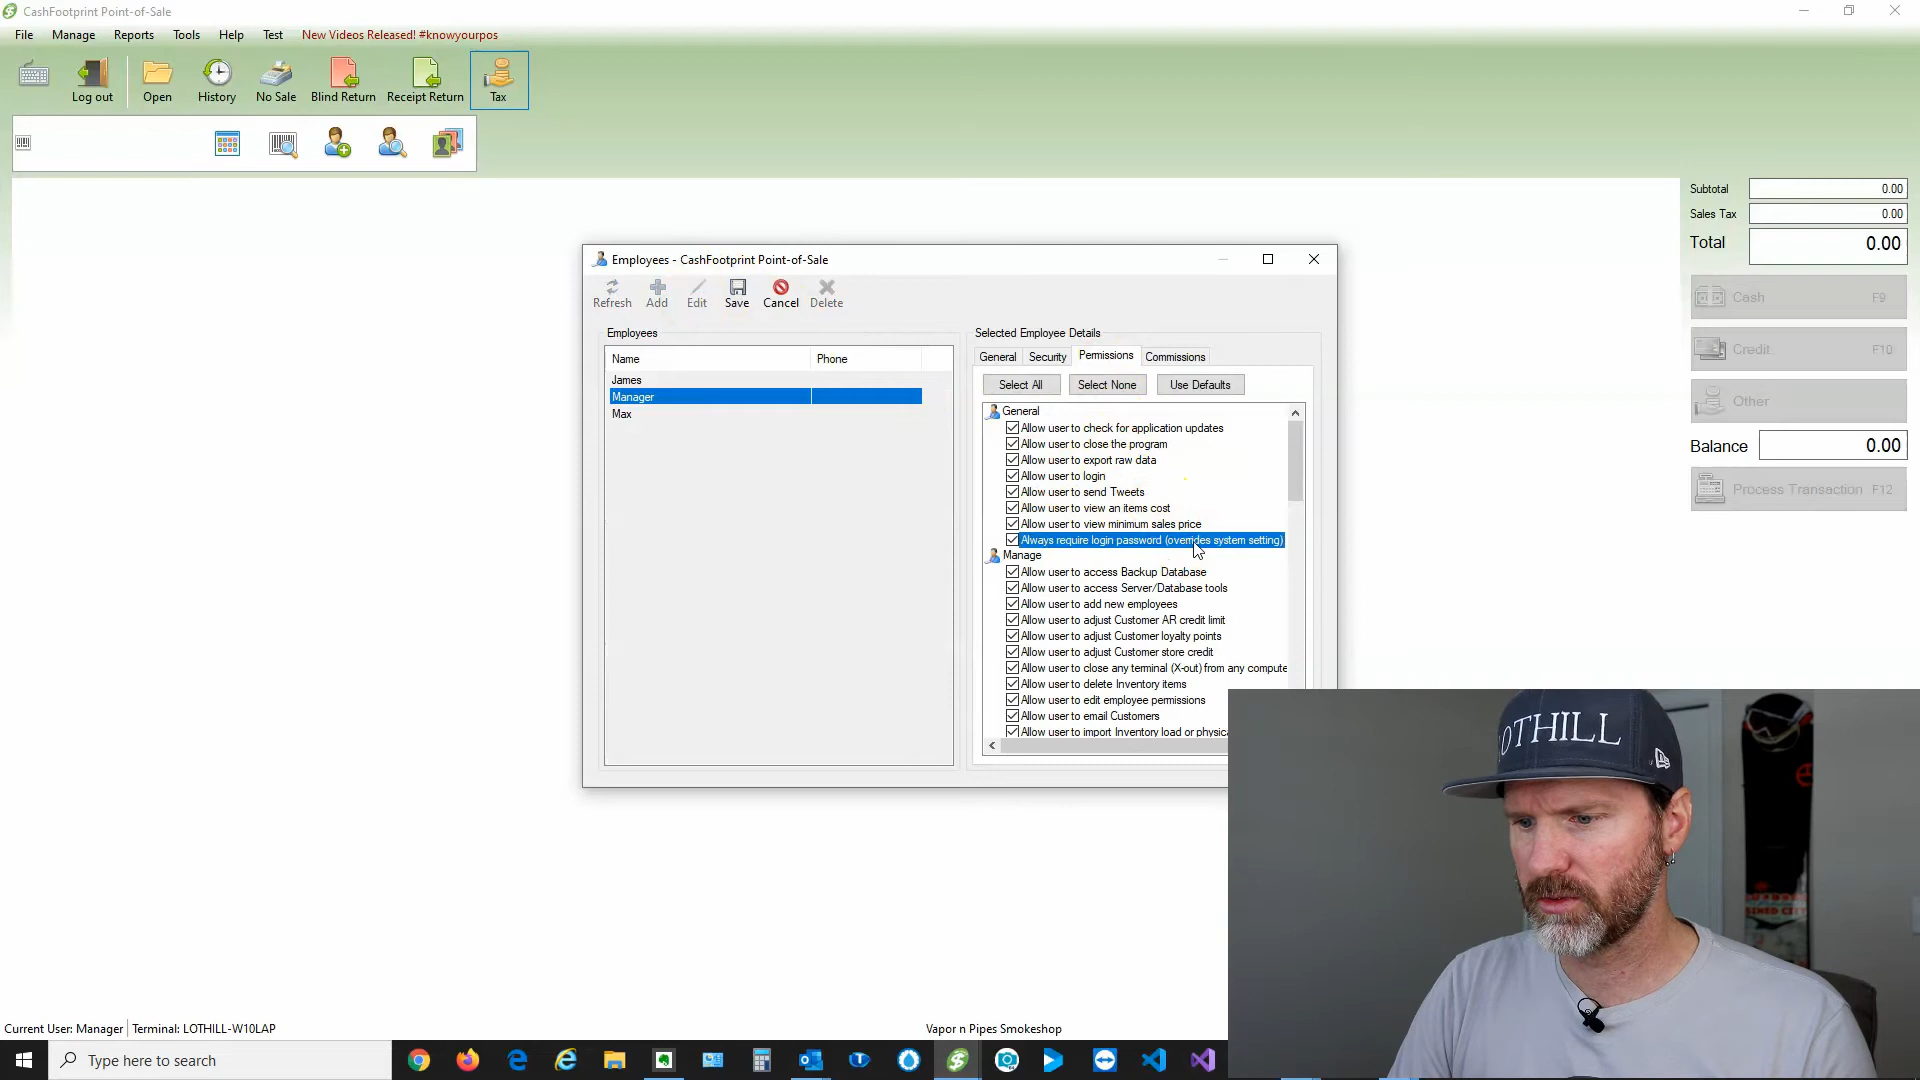 CashFootprint Point-of-Sale
File Manage Reports Tools Help Test New Videos Released! #knowyourpos
Log out Open History No Sale Blind Return Receipt Return Tax
Subtotal 0.00
Sales Tax 0.00
Total 0.00
Cash F9
Credit F10
Other
Balance 0.00
Process Transaction F12
Employees - CashFootprint Point-of-Sale
Refresh Add Edit Save Cancel Delete
Employees
Name Phone
James
Manager
Max
Selected Employee Details
General Security Permissions Commissions
Select All Select None Use Defaults
General
Allow user to check for application updates
Allow user to close the program
Allow user to export raw data
Allow user to login
Allow user to send Tweets
Allow user to view an items cost
Allow user to view minimum sales price
Always require login password (overrides system setting)
Manage
Allow user to access Backup Database
Allow user to access Server/Database tools
Allow user to add new employees
Allow user to adjust Customer AR credit limit
Allow user to adjust Customer loyalty points
Allow user to adjust Customer store credit
Allow user to close any terminal (X-out) from any compute
Allow user to delete Inventory items
Allow user to edit employee permissions
Allow user to email Customers
Allow user to import Inventory load or physica
OTHILL
Current User: Manager Terminal: LOTHILL-W10LAP Vapor n Pipes Smokeshop
Type here to search